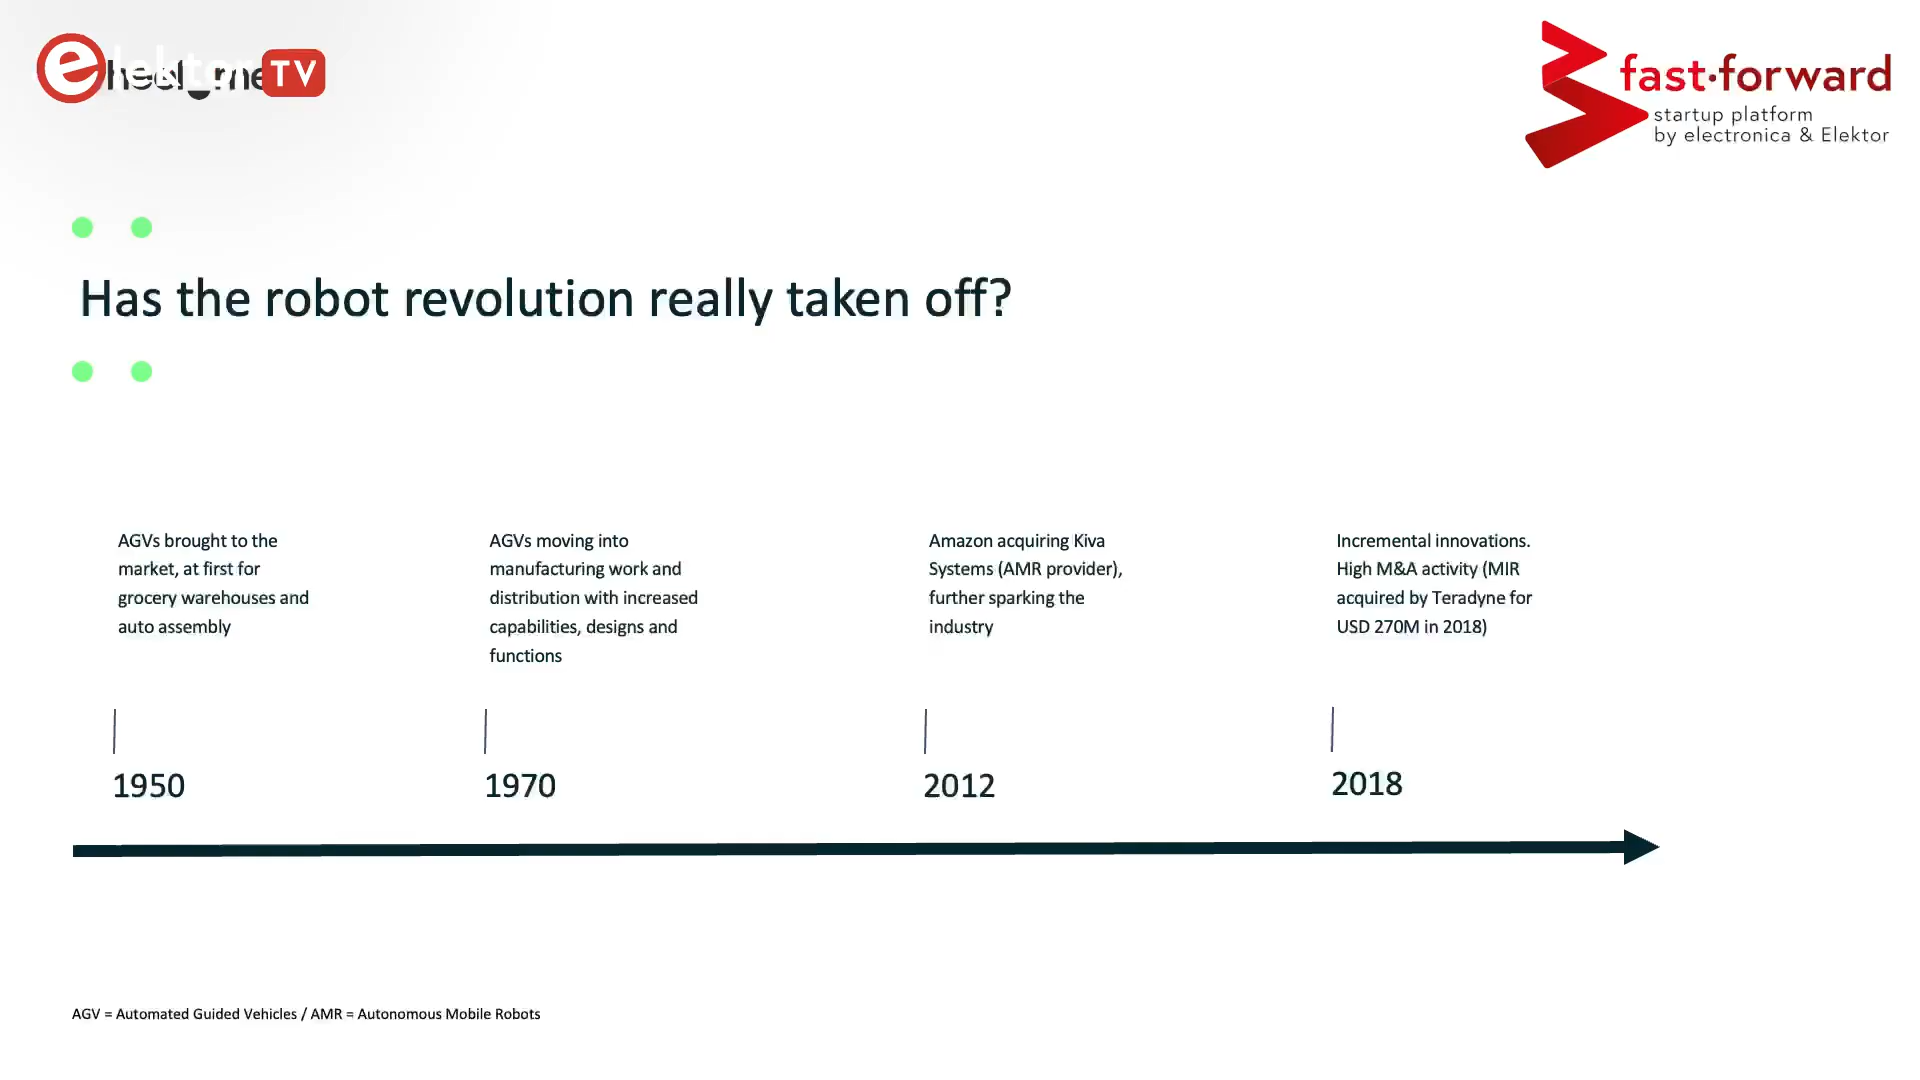 elektor TV
fast·forward
startup platform
by electronica & Elektor
Has the robot revolution really taken off?
AGVs brought to the
market, at first for
grocery warehouses and
auto assembly
AGVs moving into
manufacturing work and
distribution with increased
capabilities, designs and
functions
Amazon acquiring Kiva
Systems (AMR provider),
further sparking the
industry
Incremental innovations.
High M&A activity (MIR
acquired by Teradyne for
USD 270M in 2018)
1950
1970
2012
2018
AGV = Automated Guided Vehicles / AMR = Autonomous Mobile Robots